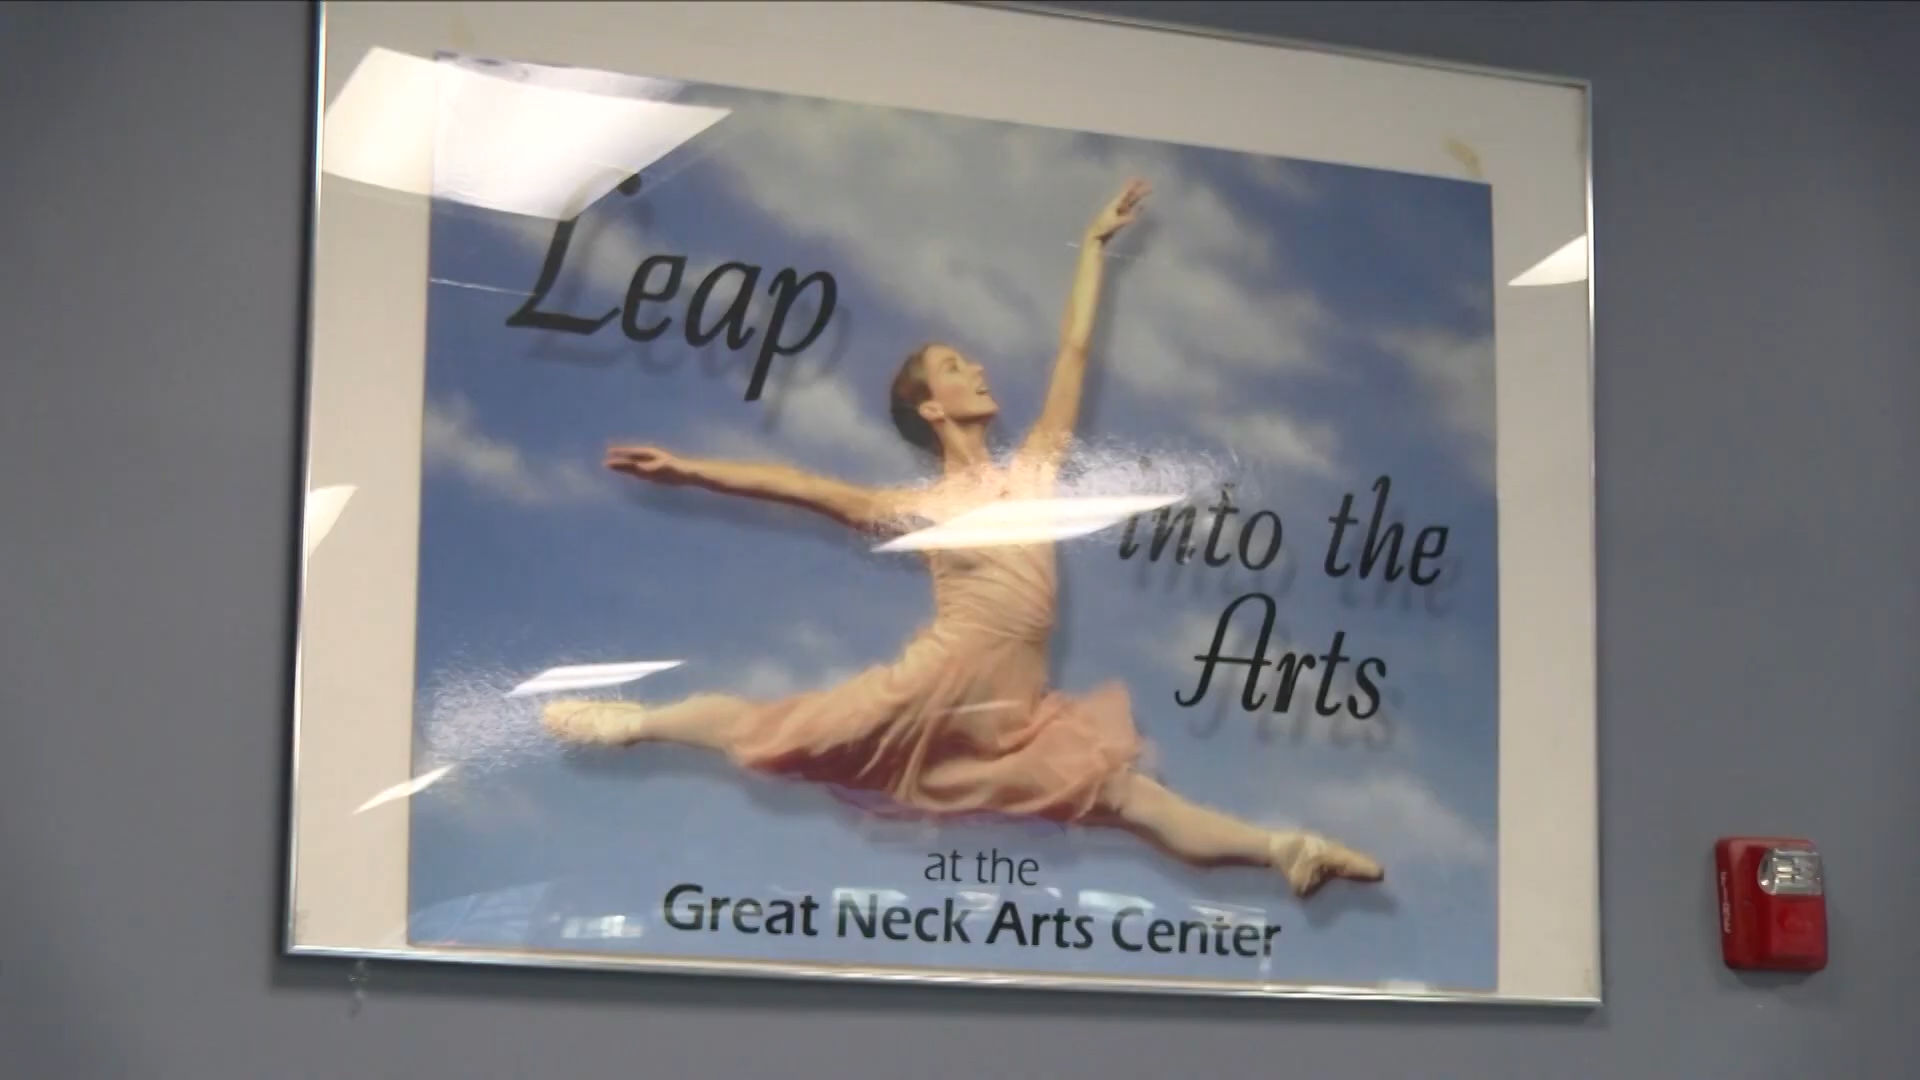 Leap
into the
Arts
at the
Great Neck Arts Center